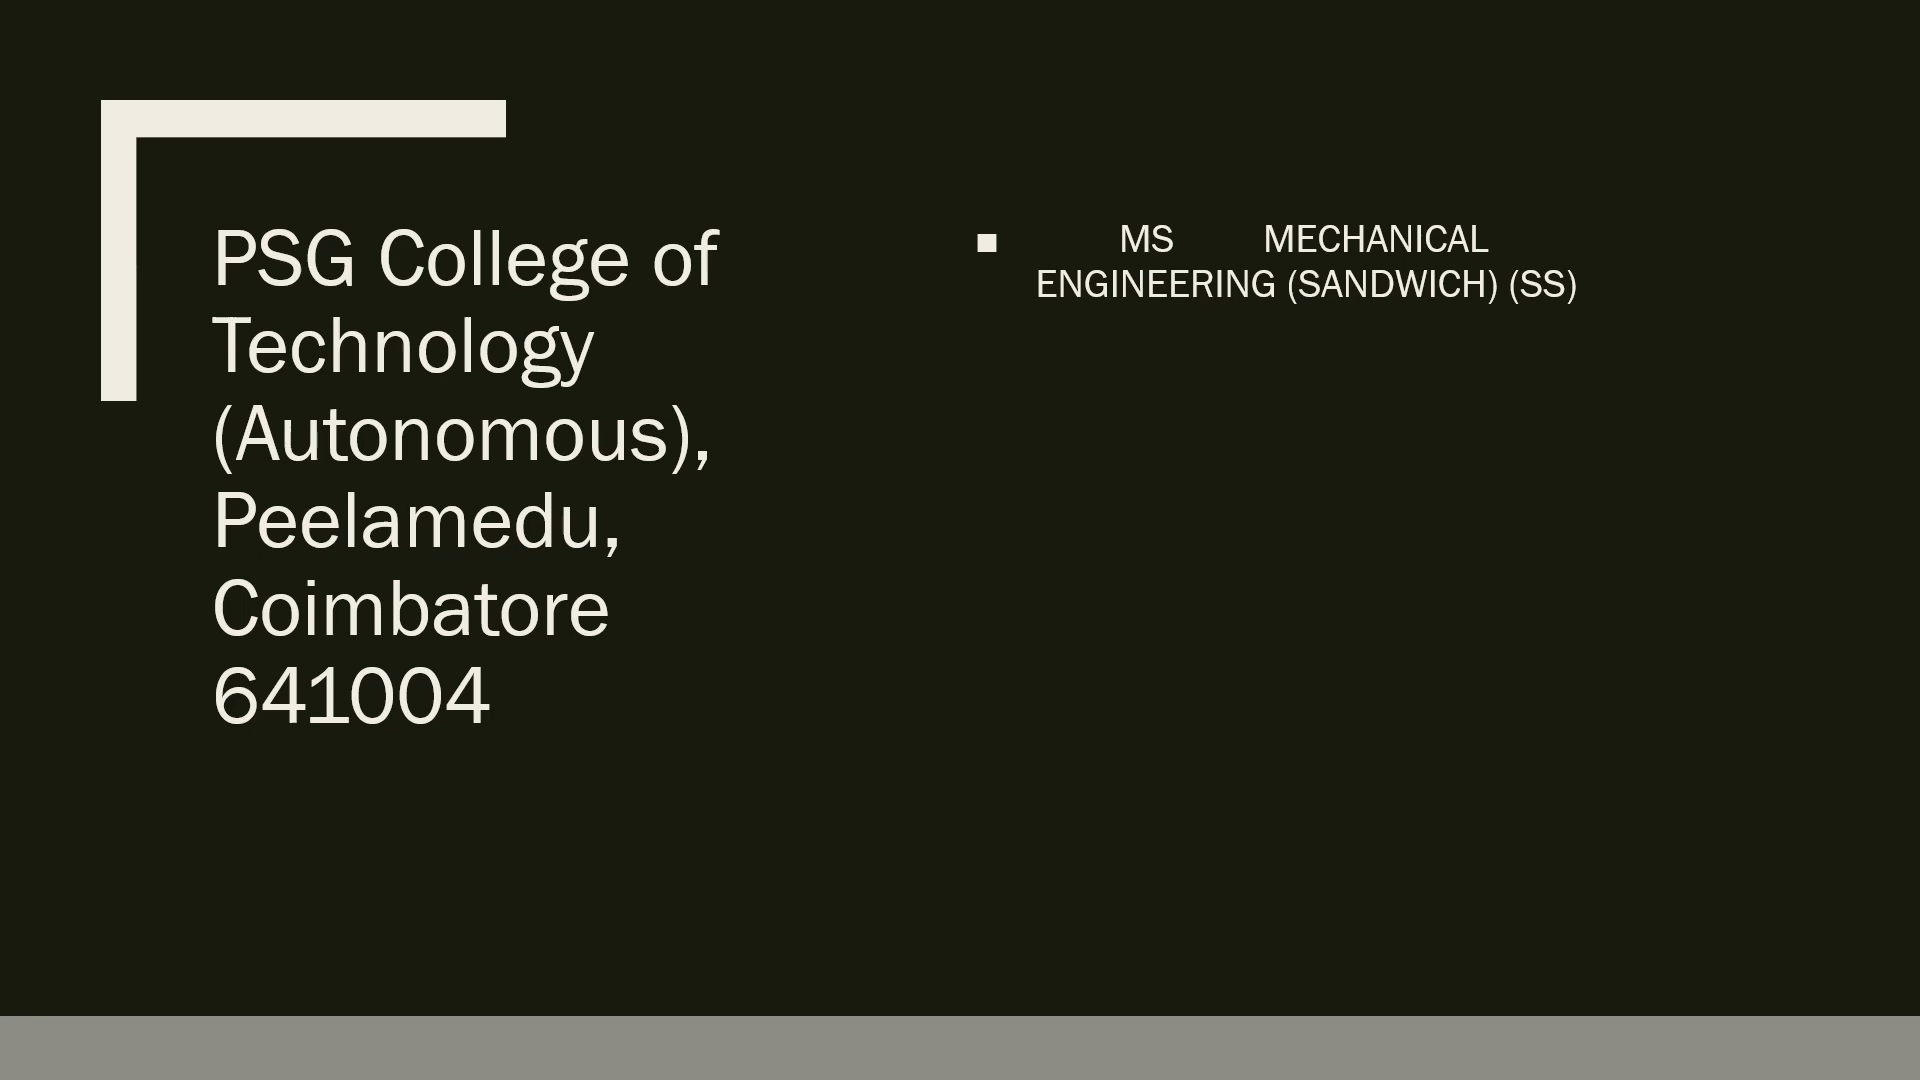 PSG College of
Technology
(Autonomous),
Peelamedu,
Coimbatore
641004
■ MS MECHANICAL
ENGINEERING (SANDWICH) (SS)